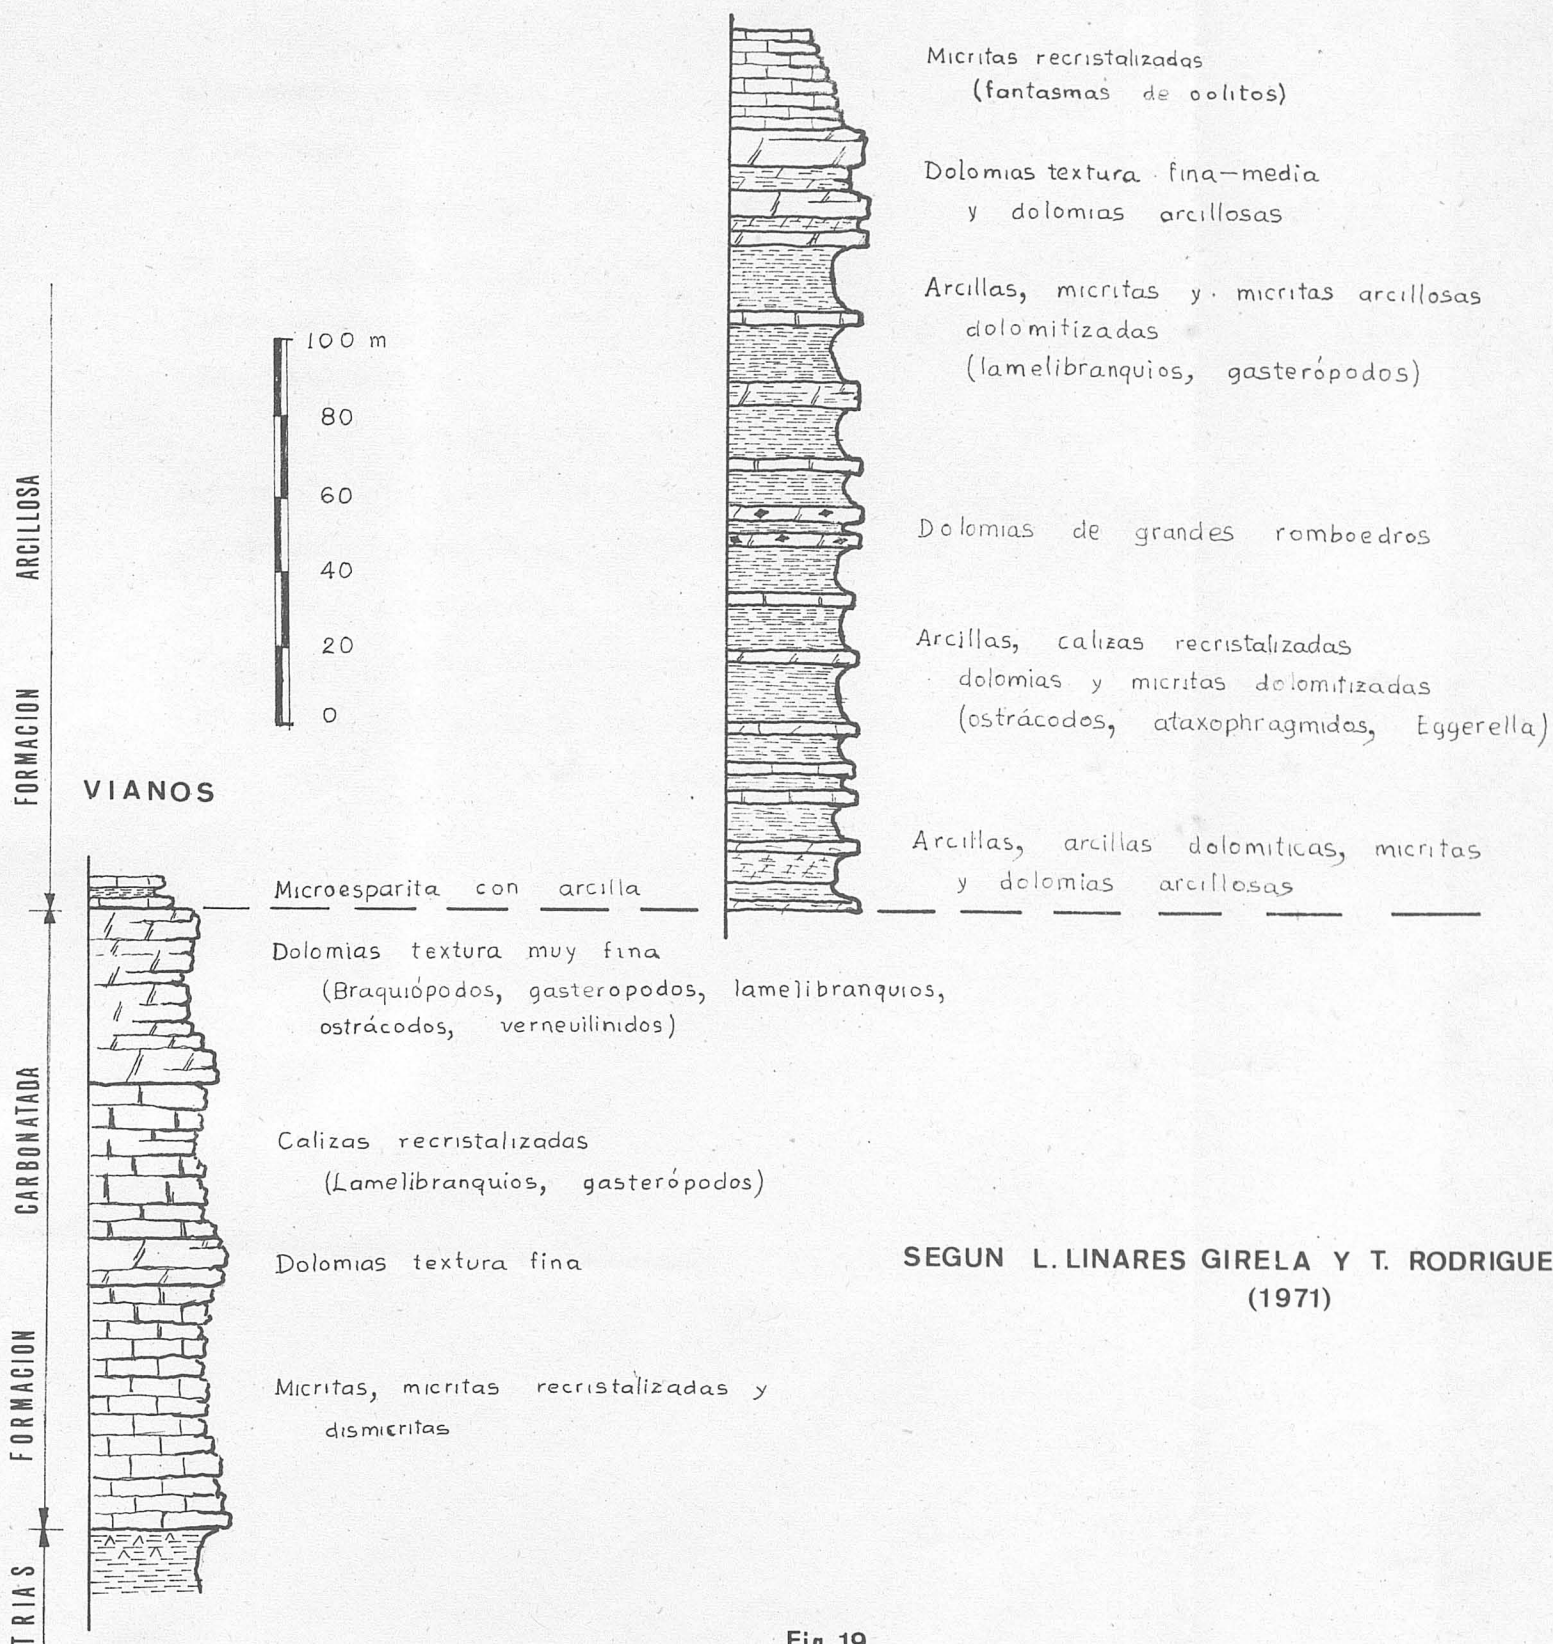 Micritas recristalizadas
(fantasmas de oolitos)
Dolomias textura fina-media
y dolomias arcillosas
Arcillas, micritas y micritas arcillosas
dolomitizadas
(lamelibranquios, gasterópodos)
Dolomias de grandes romboedros
Arcillas, calizas recristalizadas
dolomias y micritas dolomitizadas
(ostrácodos, ataxophragmidos, Eggerella)
Arcillas, arcillas dolomiticas, micritas
y dolomias arcillosas
100 m
80
60
40
20
0
VIANOS
FORMACION ARCILLOSA
Microesparita con arcilla
Dolomias textura muy fina
(Braquiópodos, gasteropodos, lamelibranquios,
ostrácodos, verneuilinidos)
Calizas recristalizadas
(Lamelibranquios, gasterópodos)
Dolomias textura fina
Micritas, micritas recristalizadas y
dismicritas
FORMACION CARBONATADA
TRIAS
SEGUN L. LINARES GIRELA Y T. RODRIGUE
(1971)
Fig. 19